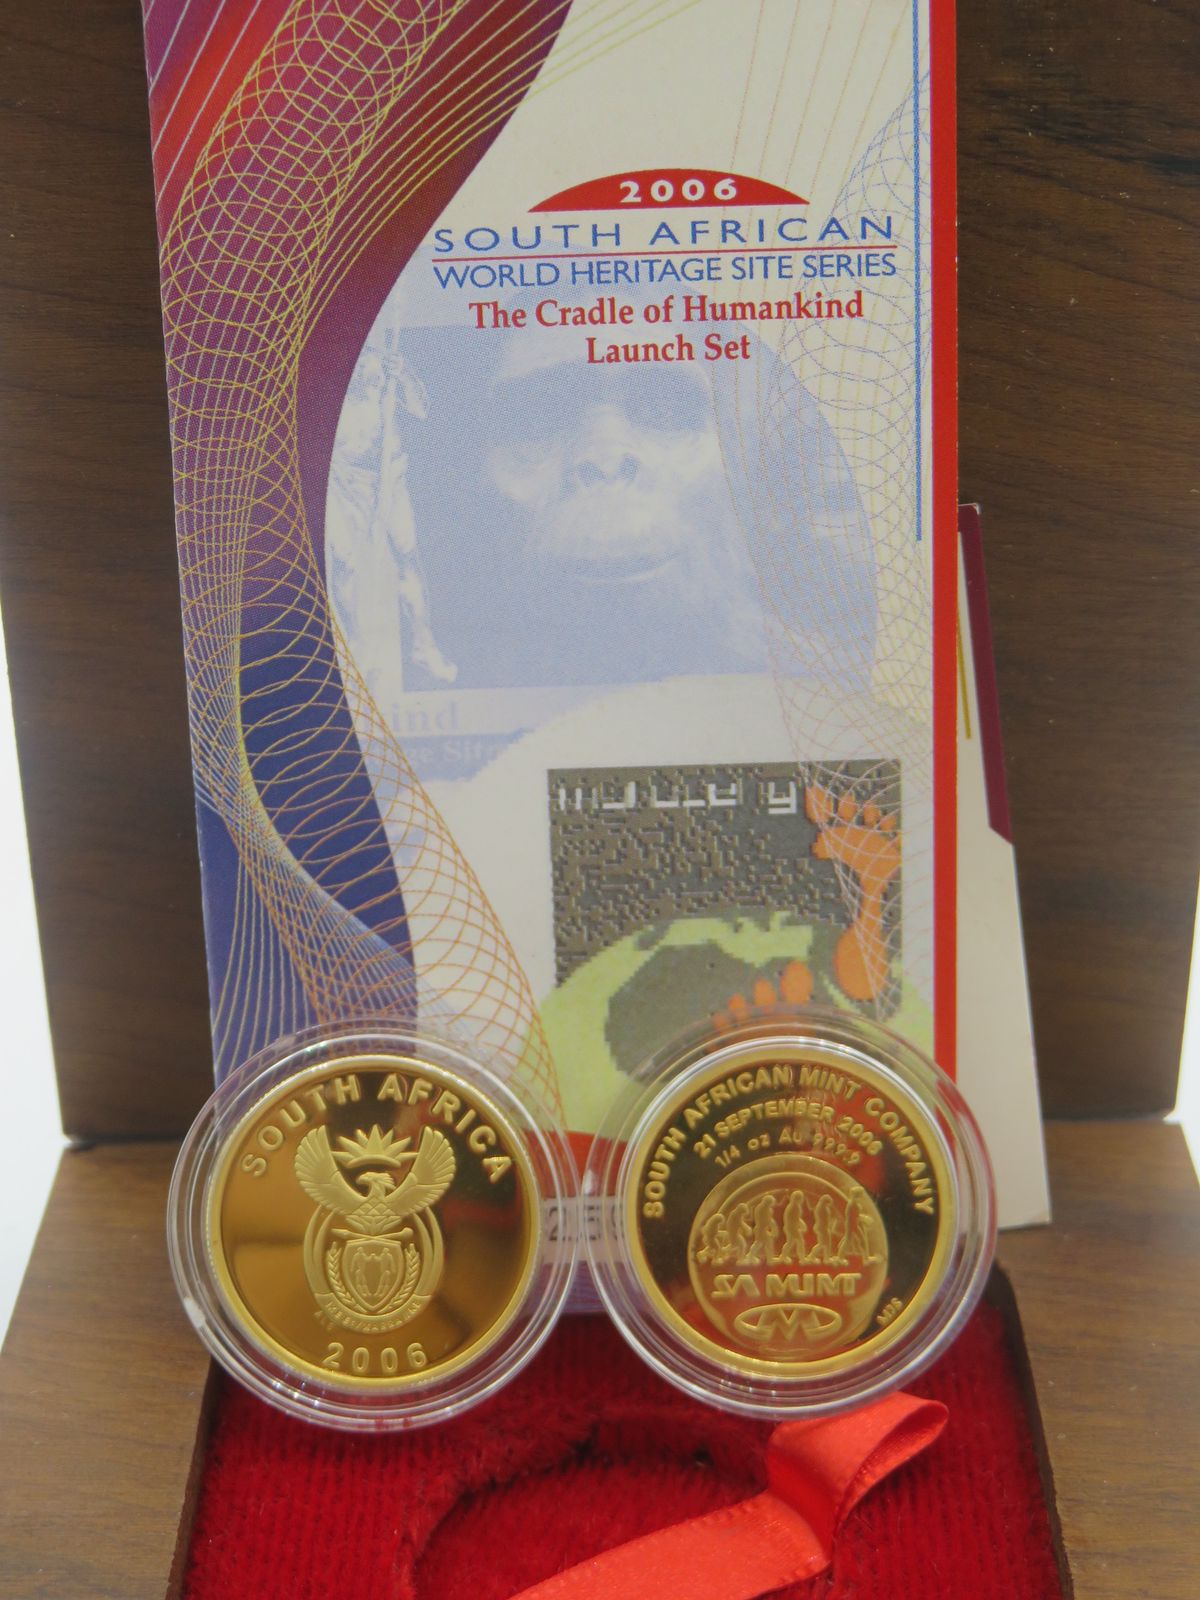 2006
SOUTH AFRICAN
WORLD HERITAGE SITE SERIES
The Cradle of Humankind
Launch Set
ind
SOUTH AFRICA
2006
SOUTH AFRICAN MINT COMPANY
21 SEPTEMBER 2006
1/4 oz Au 999.9
SA MINT